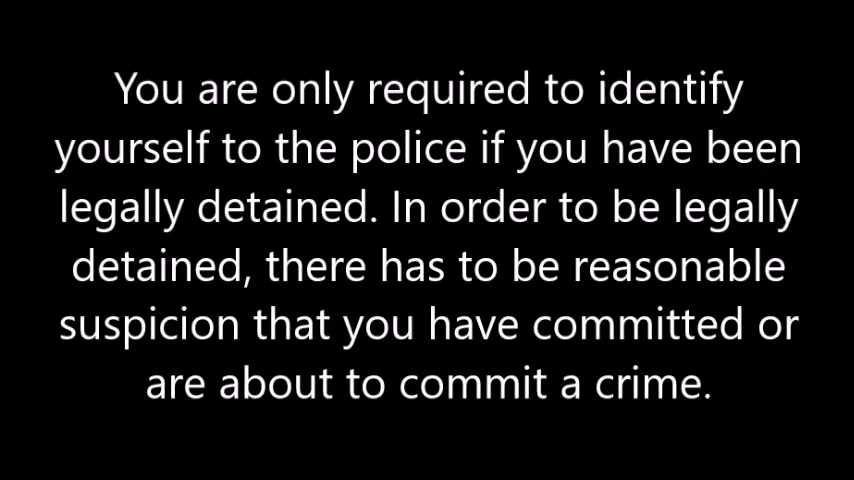 You are only required to identify
yourself to the police if you have been
legally detained. In order to be legally
detained, there has to be reasonable
suspicion that you have committed or
are about to commit a crime.